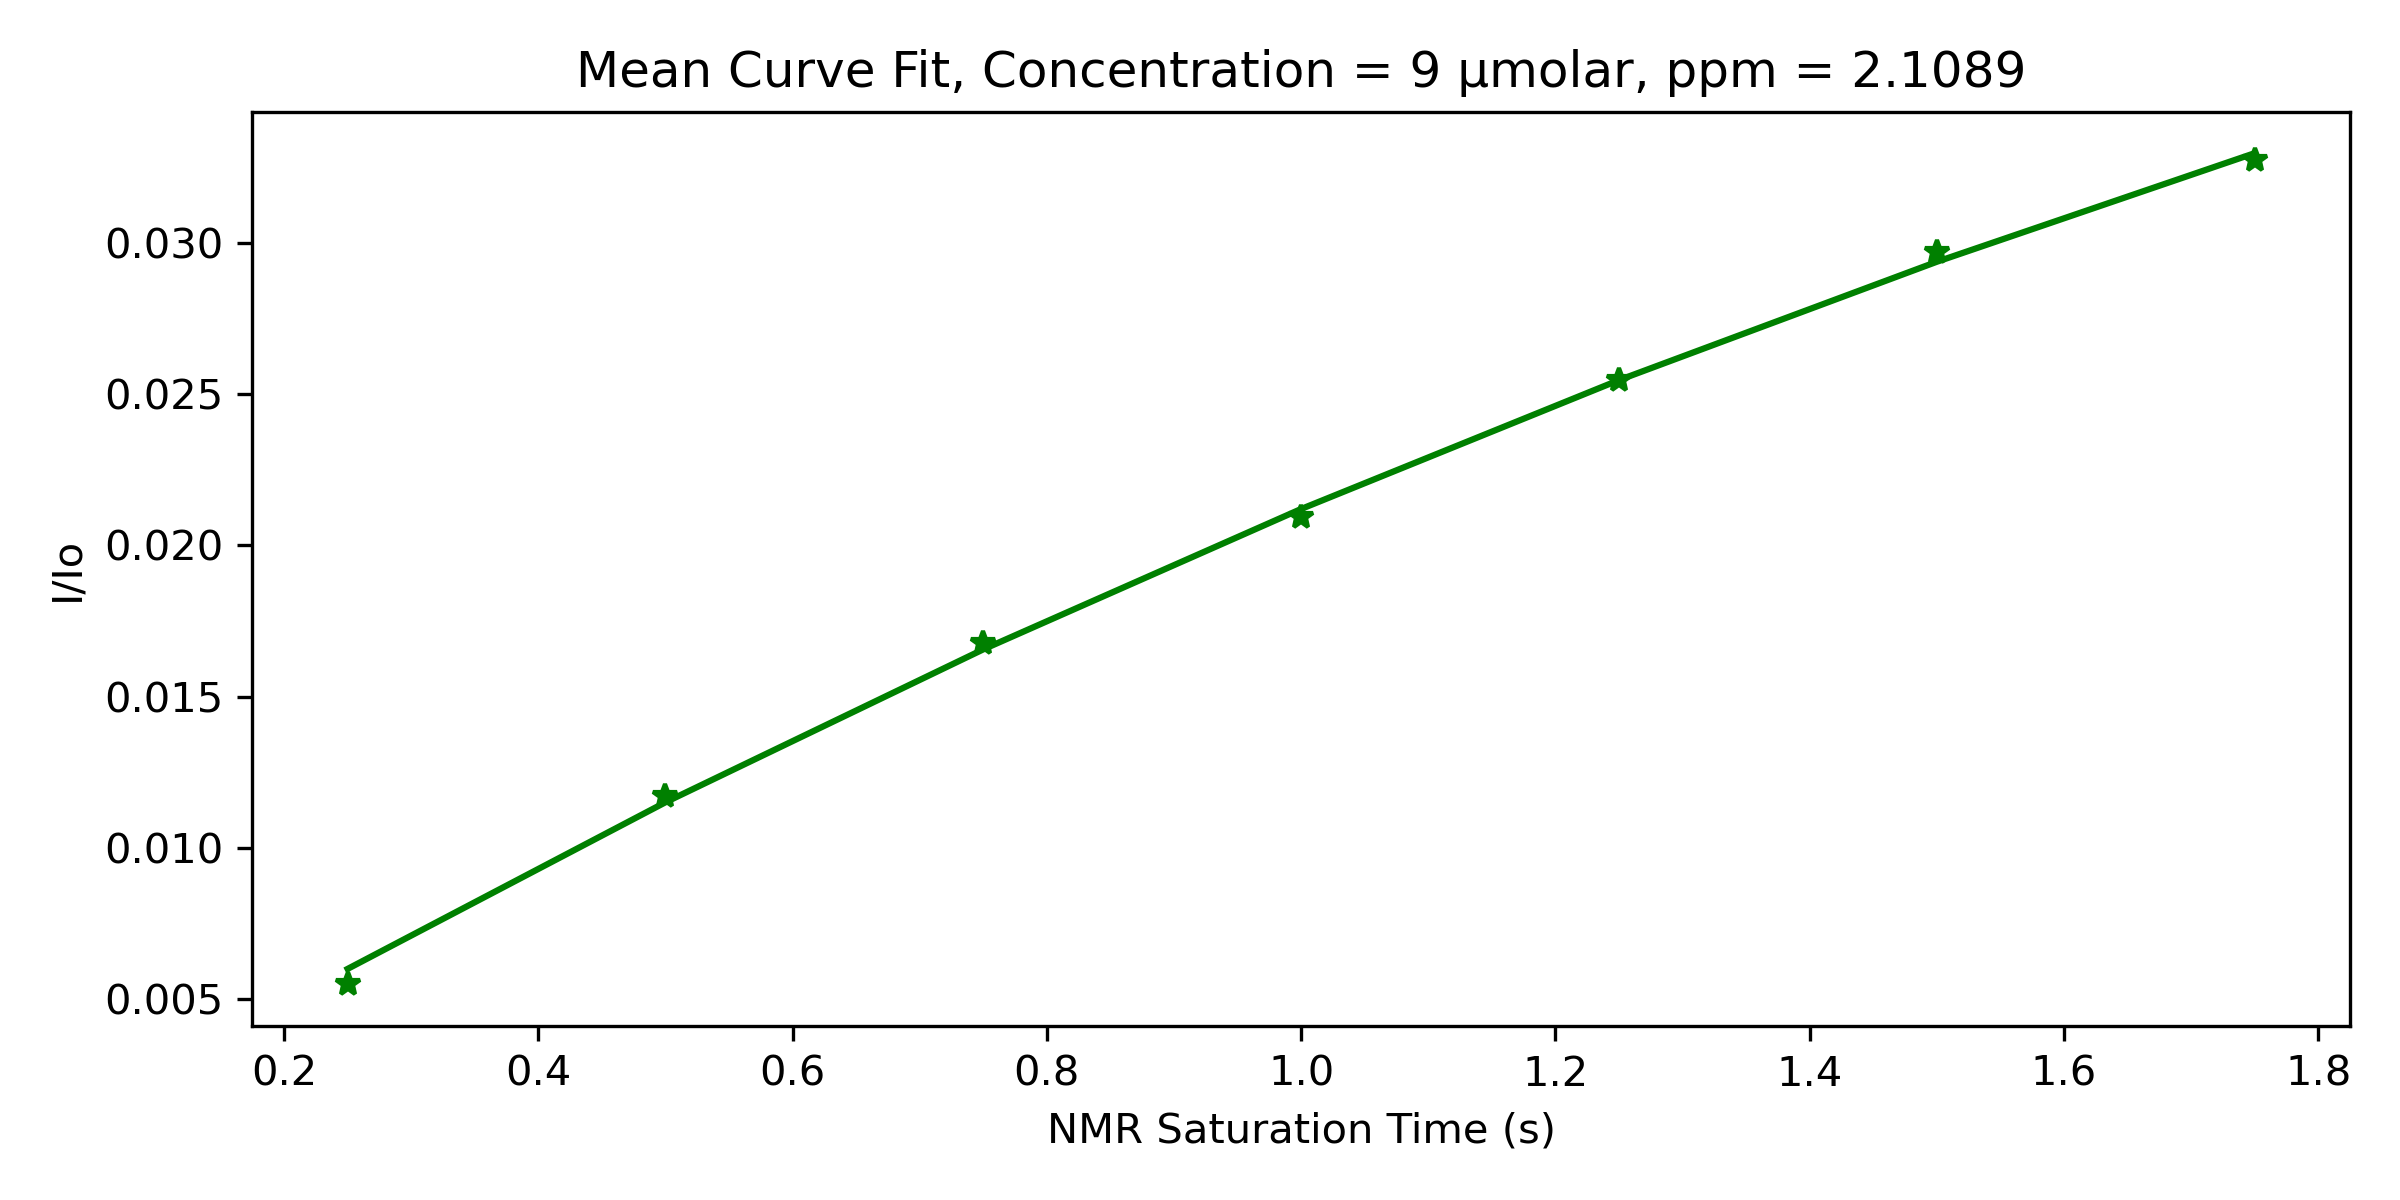 Mean Curve Fit, Concentration = 9 µmolar, ppm = 2.1089
I/Io
0.030
0.025
0.020
0.015
0.010
0.005
0.2 0.4 0.6 0.8 1.0 1.2 1.4 1.6 1.8
NMR Saturation Time (s)